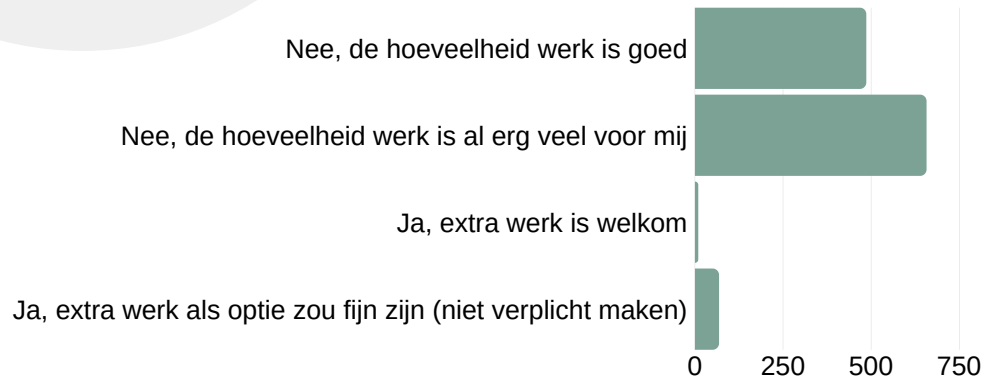 Nee, de hoeveelheid werk is goed
Nee, de hoeveelheid werk is al erg veel voor mij
Ja, extra werk is welkom
Ja, extra werk als optie zou fijn zijn (niet verplicht maken)
0 250 500 750